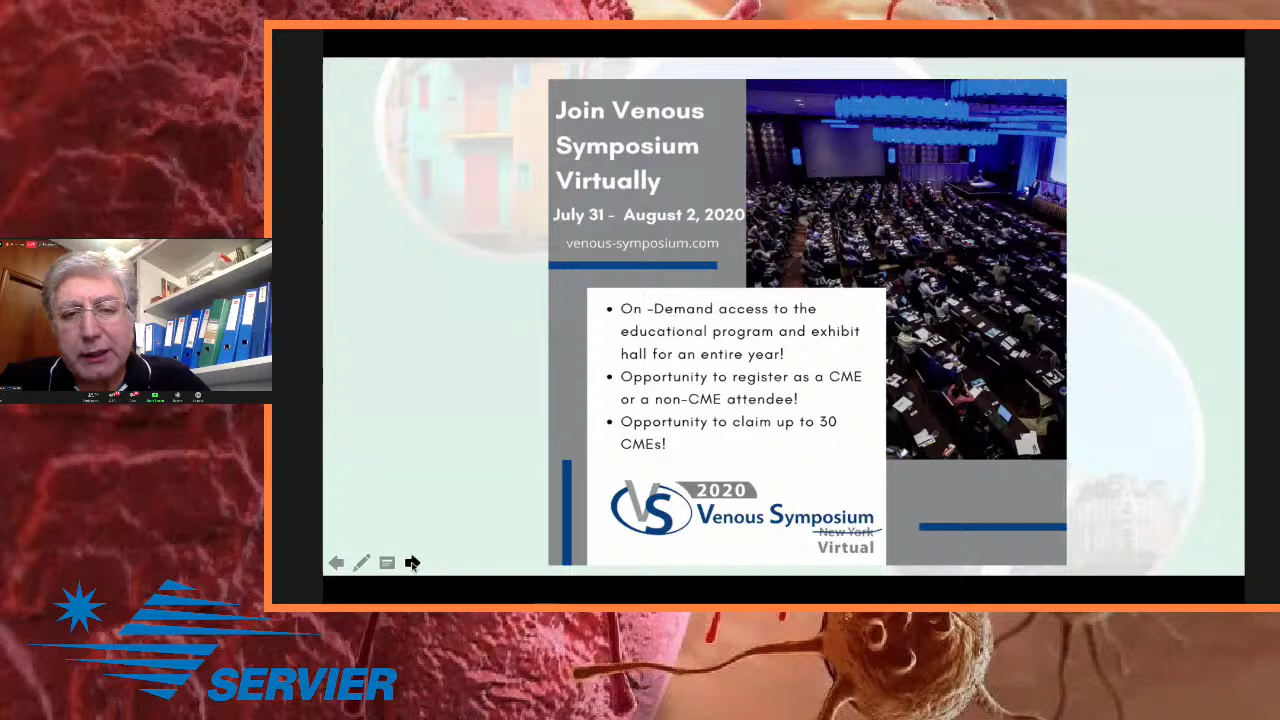 Join Venous
Symposium
Virtually
July 31 - August 2, 2020
venous-symposium.com
• On -Demand access to the
educational program and exhibit
hall for an entire year!
• Opportunity to register as a CME
or a non-CME attendee!
• Opportunity to claim up to 30
CMEs!
VS 2020
Venous Symposium
New York
Virtual
SERVIER